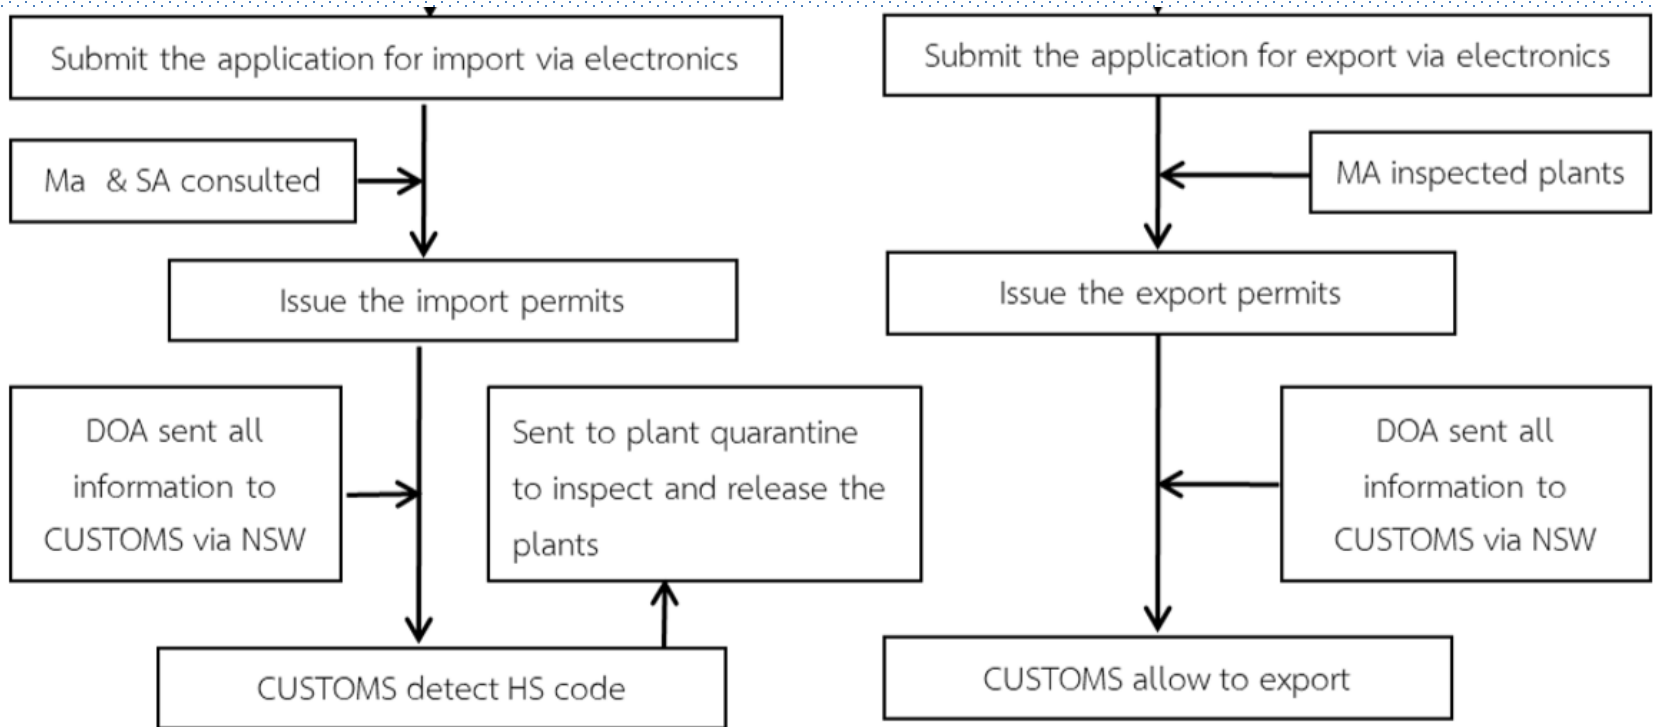 Submit the application for import via electronics
Ma & SA consulted
Issue the import permits
DOA sent all
information to
CUSTOMS via NSW
Sent to plant quarantine
to inspect and release the
plants
CUSTOMS detect HS code
Submit the application for export via electronics
MA inspected plants
Issue the export permits
DOA sent all
information to
CUSTOMS via NSW
CUSTOMS allow to export